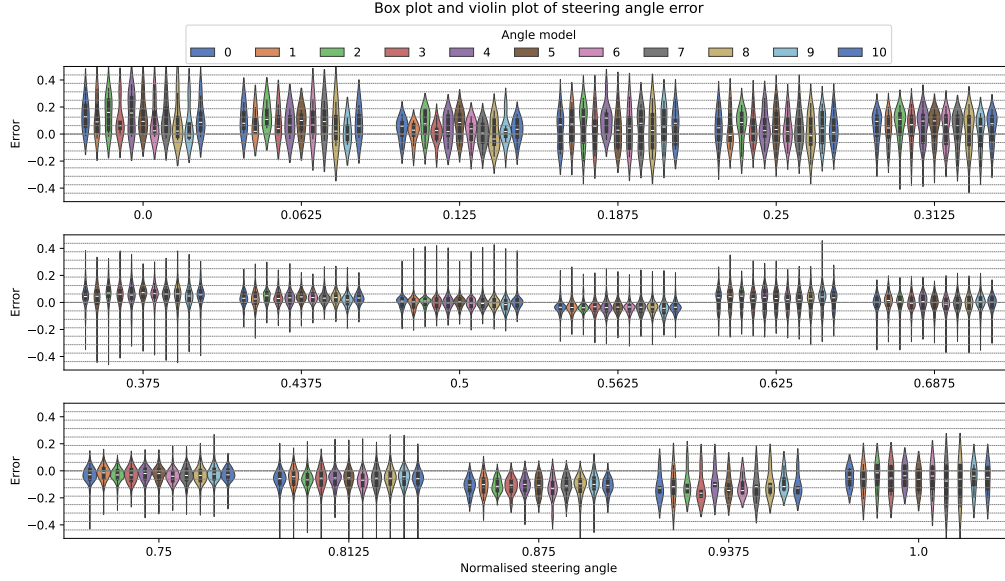 Box plot and violin plot of steering angle error
Angle model
0 1 2 3 4 5 6 7 8 9 10
Error
0.4
0.2
0.0
−0.2
−0.4
0.0 0.0625 0.125 0.1875 0.25 0.3125
Error
0.4
0.2
0.0
−0.2
−0.4
0.375 0.4375 0.5 0.5625 0.625 0.6875
Error
0.4
0.2
0.0
−0.2
−0.4
0.75 0.8125 0.875 0.9375 1.0
Normalised steering angle